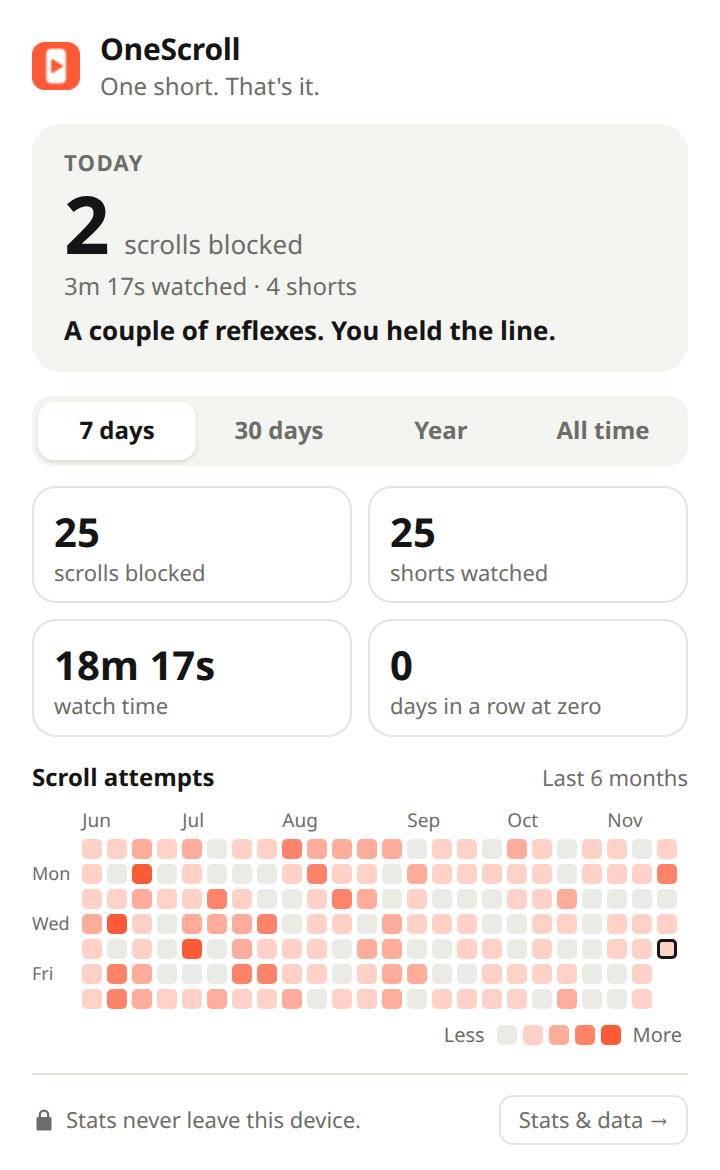 OneScroll
One short. That's it.
TODAY
2 scrolls blocked
3m 17s watched · 4 shorts
A couple of reflexes. You held the line.
7 days 30 days Year All time
25
scrolls blocked
25
shorts watched
18m 17s
watch time
0
days in a row at zero
Scroll attempts Last 6 months
Jun Jul Aug Sep Oct Nov
Mon
Wed
Fri
Less More
Stats never leave this device.
Stats & data →